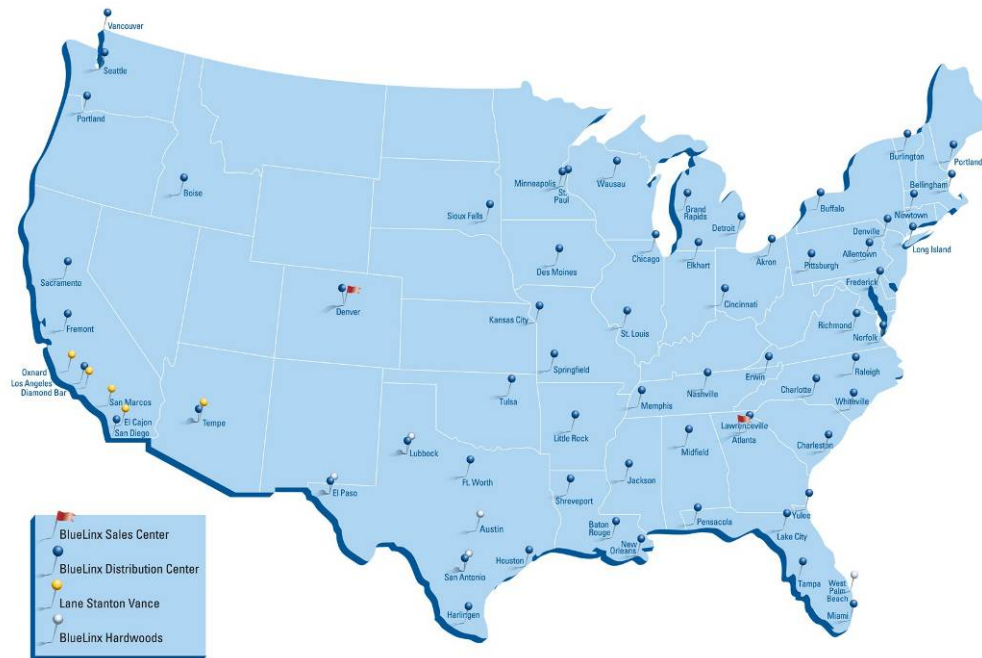 Vancouver
Seattle
Portland
Boise
Sacramento
Fremont
Oxnard
Los Angeles
Diamond Bar
San Marcos
El Cajon
San Diego
Tempe
Denver
Sioux Falls
Minneapolis
St.
Paul
Wausau
Des Moines
Kansas City
Springfield
Tulsa
Little Rock
Lubbock
El Paso
Ft. Worth
Austin
San Antonio
Houston
Harlingen
Shreveport
Baton
Rouge
New
Orleans
Jackson
Memphis
Nashville
St. Louis
Chicago
Grand
Rapids
Detroit
Elkhart
Akron
Cincinnati
Pittsburgh
Buffalo
Burlington
Portland
Bellingham
Newtown
Long Island
Denville
Allentown
Frederick
Richmond
Norfolk
Raleigh
Erwin
Charlotte
Whiteville
Charleston
Lawrenceville
Atlanta
Midfield
Pensacola
Yulee
Lake City
Tampa
West
Palm
Beach
Miami
BlueLinx Sales Center
BlueLinx Distribution Center
Lane Stanton Vance
BlueLinx Hardwoods